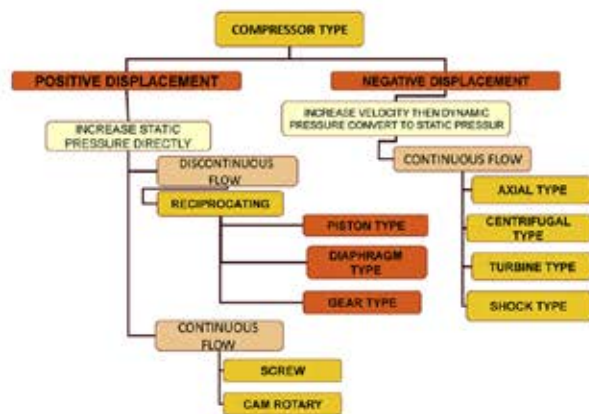 COMPRESSOR TYPE
POSITIVE DISPLACEMENT
NEGATIVE DISPLACEMENT
INCREASE STATIC
PRESSURE DIRECTLY
INCREASE VELOCITY THEN DYNAMIC
PRESSURE CONVERT TO STATIC PRESSUR
DISCONTINUOUS
FLOW
CONTINUOUS FLOW
RECIPROCATING
AXIAL TYPE
PISTON TYPE
CENTRIFUGAL
TYPE
DIAPHRAGM
TYPE
TURBINE TYPE
GEAR TYPE
SHOCK TYPE
CONTINUOUS
FLOW
SCREW
CAM ROTARY